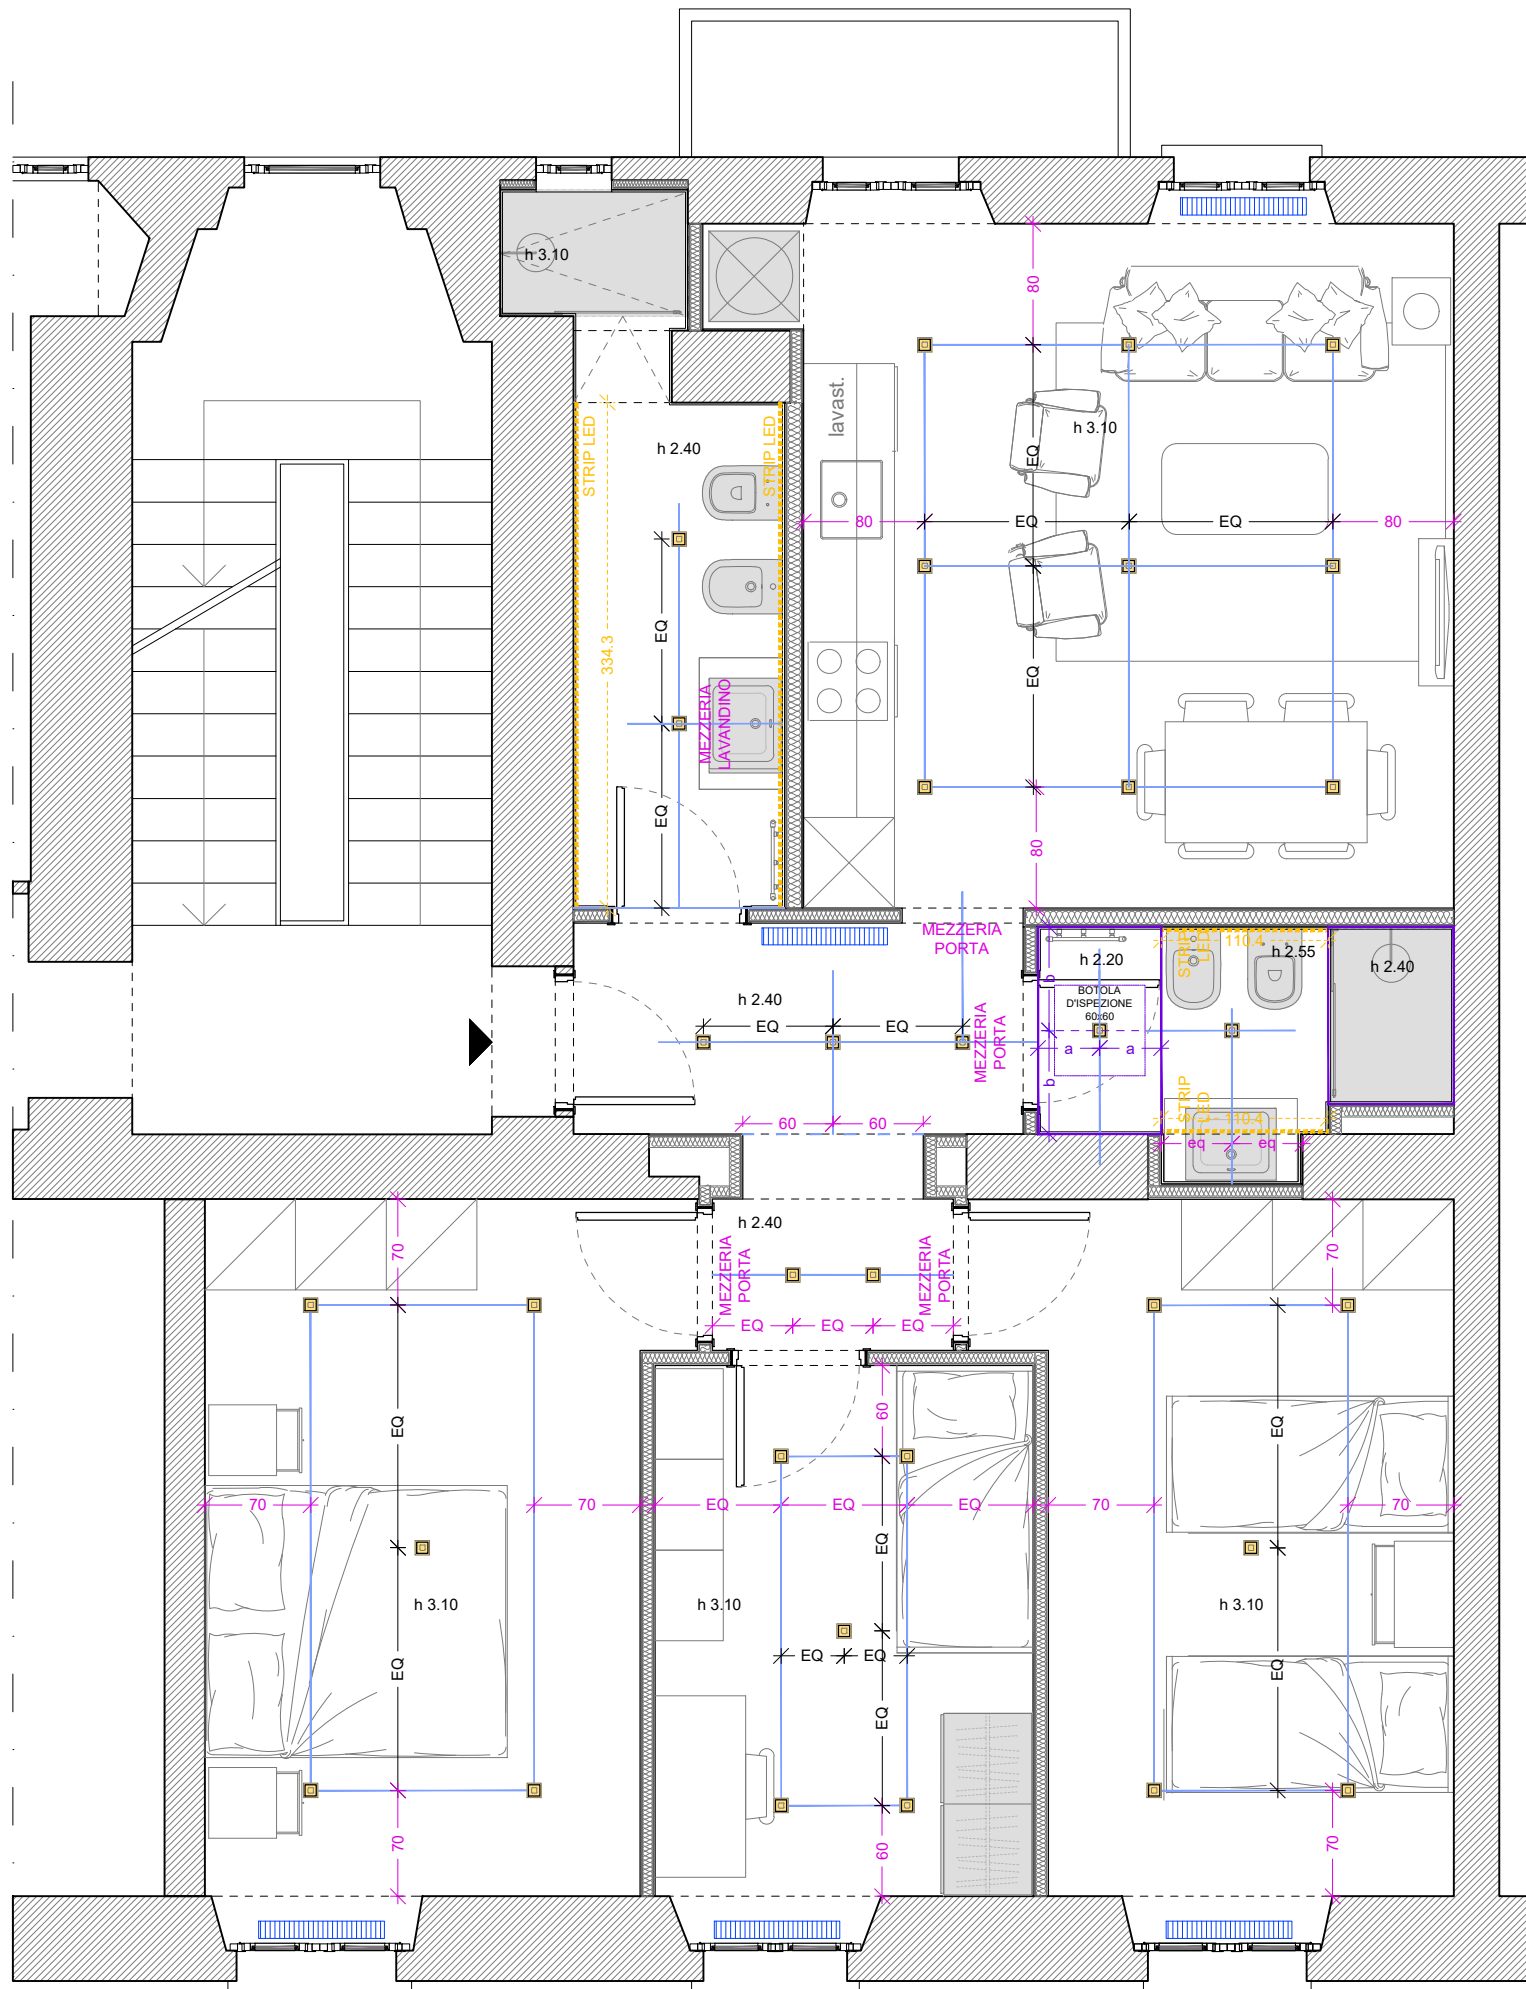 h 3.10
80
lavast.
h 3.10
STRIP LED
STRIP LED
h 2.40
EQ
80
EQ
EQ
80
EQ
334.3
EQ
MEZZERIA
LAVANDINO
EQ
80
MEZZERIA
PORTA
h 2.20
STRIP
LED
110.4
h 2.55
h 2.40
b
BOTOLA
D'ISPEZIONE
60x60
h 2.40
EQ
EQ
MEZZERIA
PORTA
a
a
b
STRIP
LED
110.4
60
60
eq
eq
h 2.40
70
MEZZERIA
PORTA
MEZZERIA
PORTA
70
EQ
EQ
EQ
60
EQ
EQ
70
70
EQ
EQ
EQ
70
70
EQ
h 3.10
h 3.10
h 3.10
EQ
EQ
EQ
EQ
EQ
70
60
70